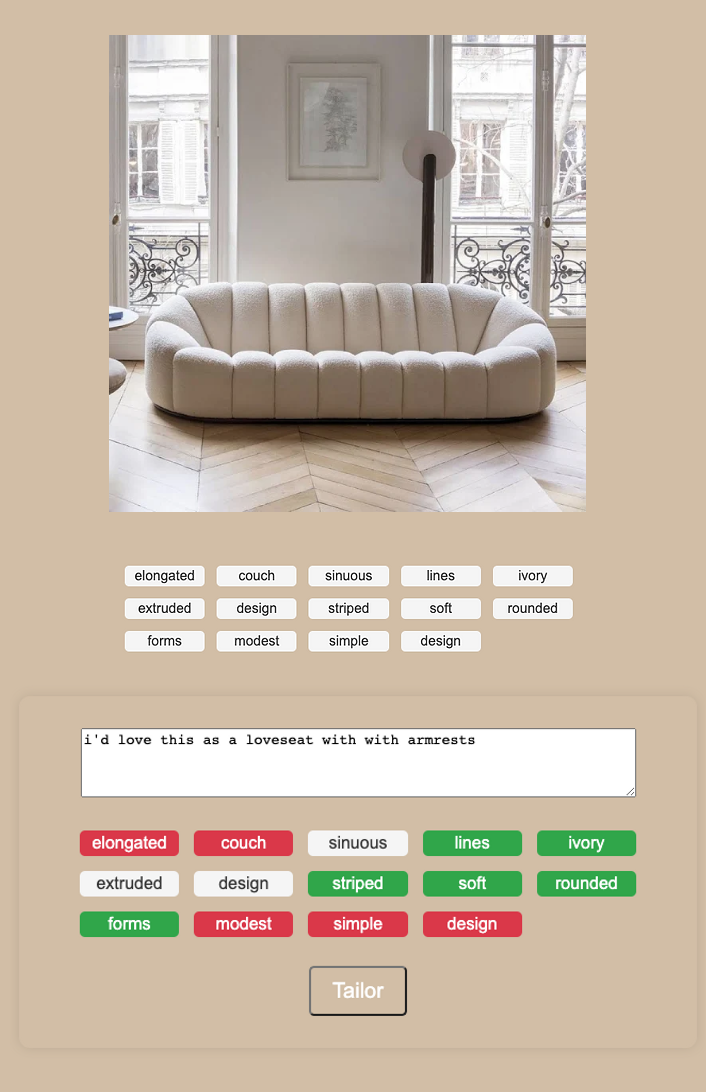 elongated couch sinuous lines ivory
extruded design striped soft rounded
forms modest simple design
i'd love this as a loveseat with with armrests
elongated couch sinuous lines ivory
extruded design striped soft rounded
forms modest simple design
Tailor